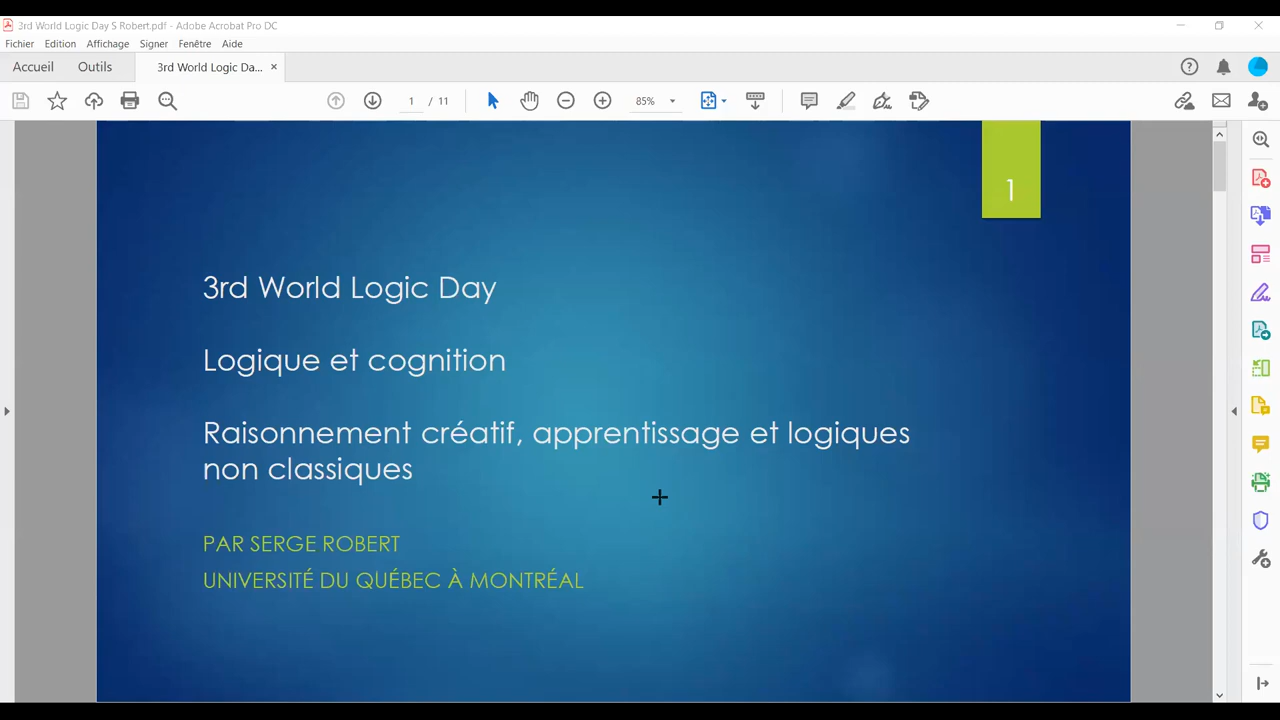 3rd World Logic Day S Robert.pdf - Adobe Acrobat Pro DC
Fichier Edition Affichage Signer Fenêtre Aide
Accueil Outils 3rd World Logic Da... ×
1 / 11 85%
1
3rd World Logic Day
Logique et cognition
Raisonnement créatif, apprentissage et logiques
non classiques
PAR SERGE ROBERT
UNIVERSITÉ DU QUÉBEC À MONTRÉAL